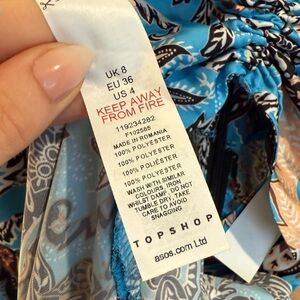 UK 8
EU 36
US 4
KEEP AWAY
FROM FIRE
119234282
F102585
MADE IN ROMANIA
100% POLYESTER
100% POLYESTER
100% POLIÉSTER
100% POLYESTER
WASH WITH SIMILAR
COLOURS, IRON
WHILST DAMP. DO NOT
TUMBLE DRY, TAKE
CARE TO AVOID
SNAGGING
TOPSHOP
asos.com Ltd